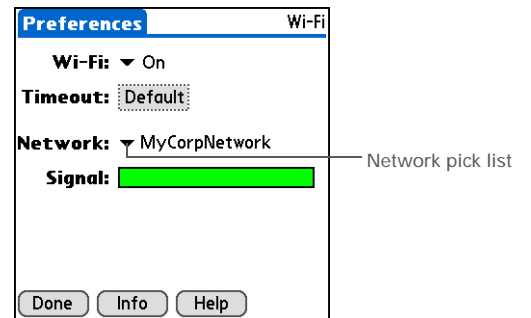 Preferences Wi-Fi
Wi-Fi: On
Timeout: Default
Network: MyCorpNetwork
Network pick list
Signal:
Done Info Help